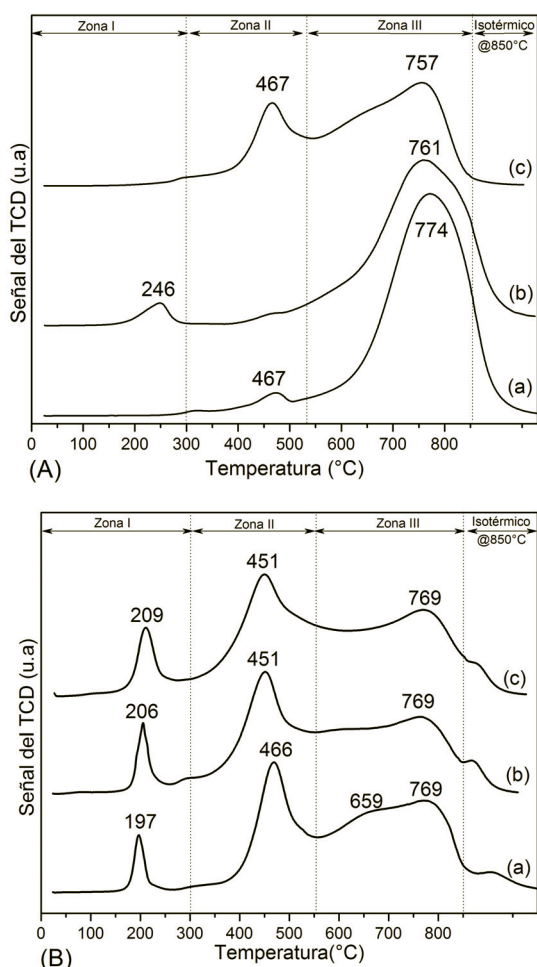 Zona I Zona II Zona III Isotérmico
@850°C
757
467
(c)
761
774
246
(b)
467
(a)
Señal del TCD (u.a)
0 100 200 300 400 500 600 700 800
Temperatura (°C)
(A)
Zona I Zona II Zona III Isotérmico
@850°C
451
209 769
(c)
451
206 769
(b)
466
197 659 769
(a)
Señal del TCD (u.a)
0 100 200 300 400 500 600 700 800
Temperatura(°C)
(B)